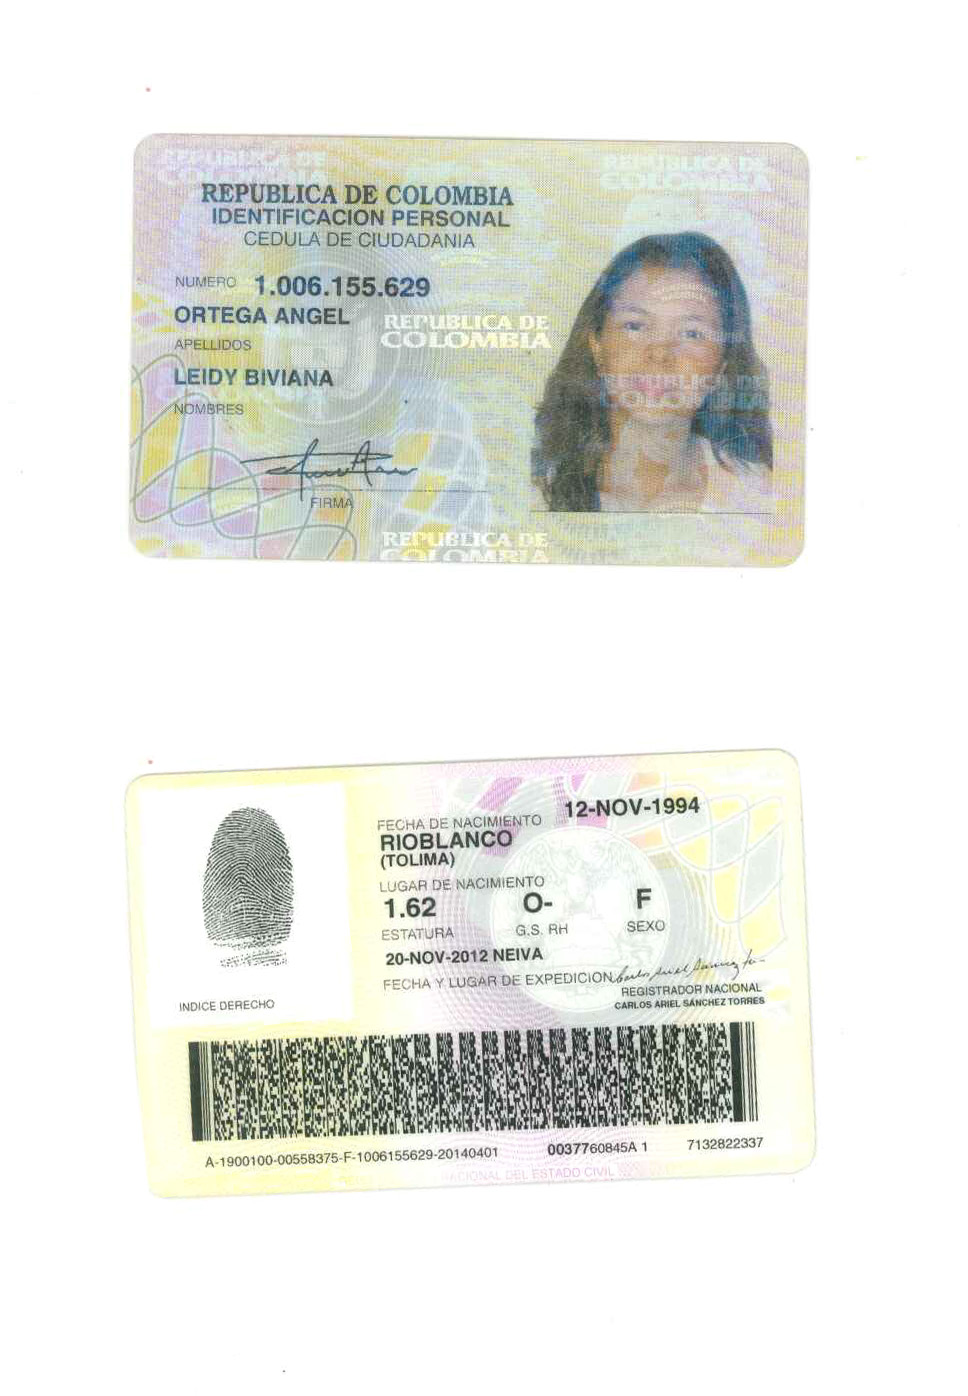 REPUBLICA DE COLOMBIA
REPUBLICA DE COLOMBIA
REPUBLICA DE COLOMBIA
IDENTIFICACION PERSONAL
CEDULA DE CIUDADANIA
NUMERO 1.006.155.629
ORTEGA ANGEL
APELLIDOS
REPUBLICA DE
COLOMBIA
LEIDY BIVIANA
NOMBRES
REPUBLICA DE
COLOMBIA
FIRMA
REPUBLICA DE
COLOMBIA
FECHA DE NACIMIENTO 12-NOV-1994
RIOBLANCO
(TOLIMA)
LUGAR DE NACIMIENTO
1.62 O- F
ESTATURA G.S. RH SEXO
20-NOV-2012 NEIVA
FECHA Y LUGAR DE EXPEDICION
REGISTRADOR NACIONAL
CARLOS ARIEL SÁNCHEZ TORRES
INDICE DERECHO
A-1900100-00558375-F-1006155629-20140401 0037760845A 1 7132822337
NACIONAL DEL ESTADO CIVIL